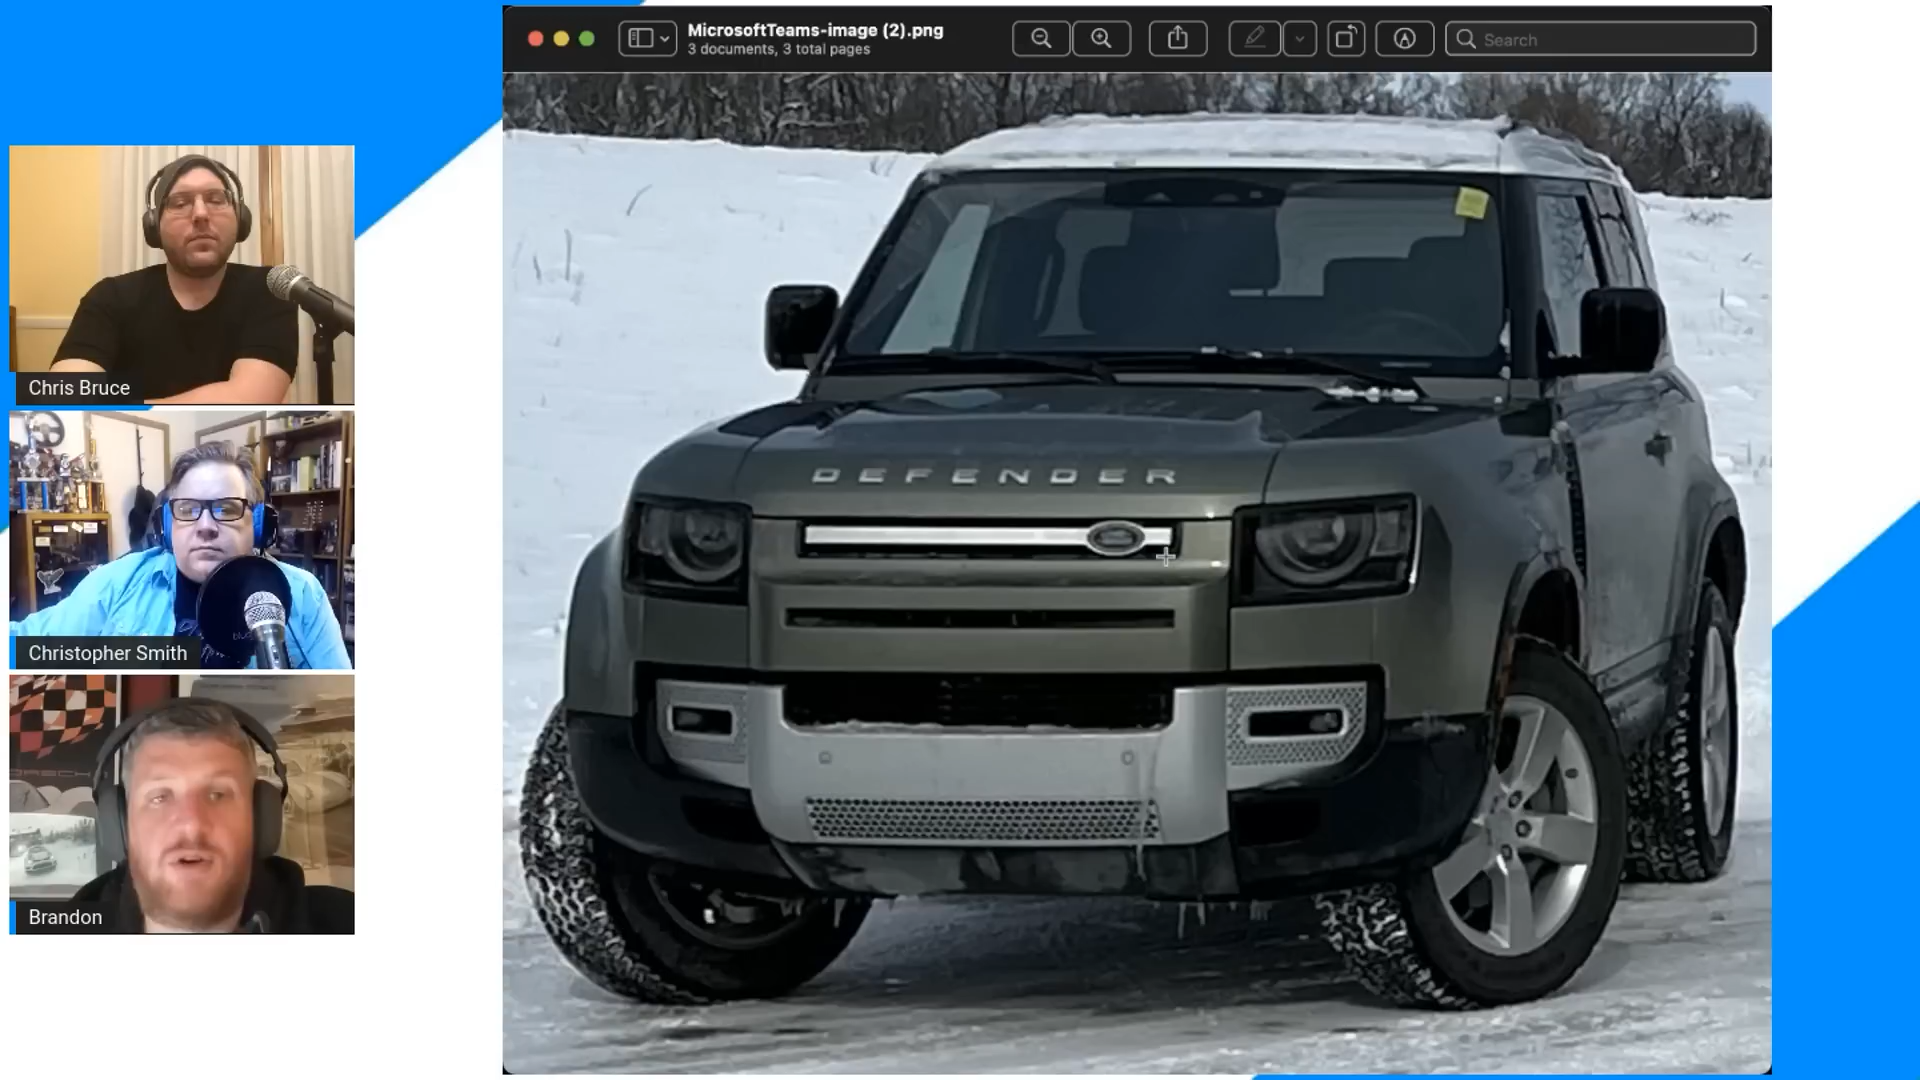 MicrosoftTeams-image (2).png
3 documents, 3 total pages
Search
Chris Bruce
Christopher Smith
Brandon
DEFENDER